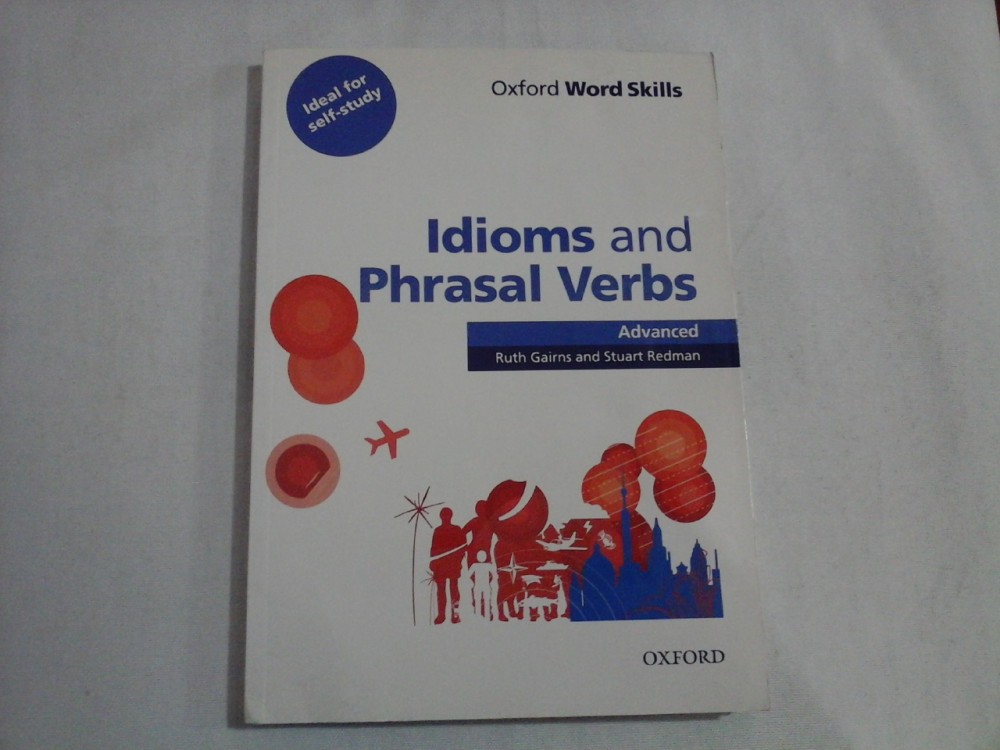 Ideal for
self-study
Oxford Word Skills
Idioms and
Phrasal Verbs
Advanced
Ruth Gairns and Stuart Redman
OXFORD